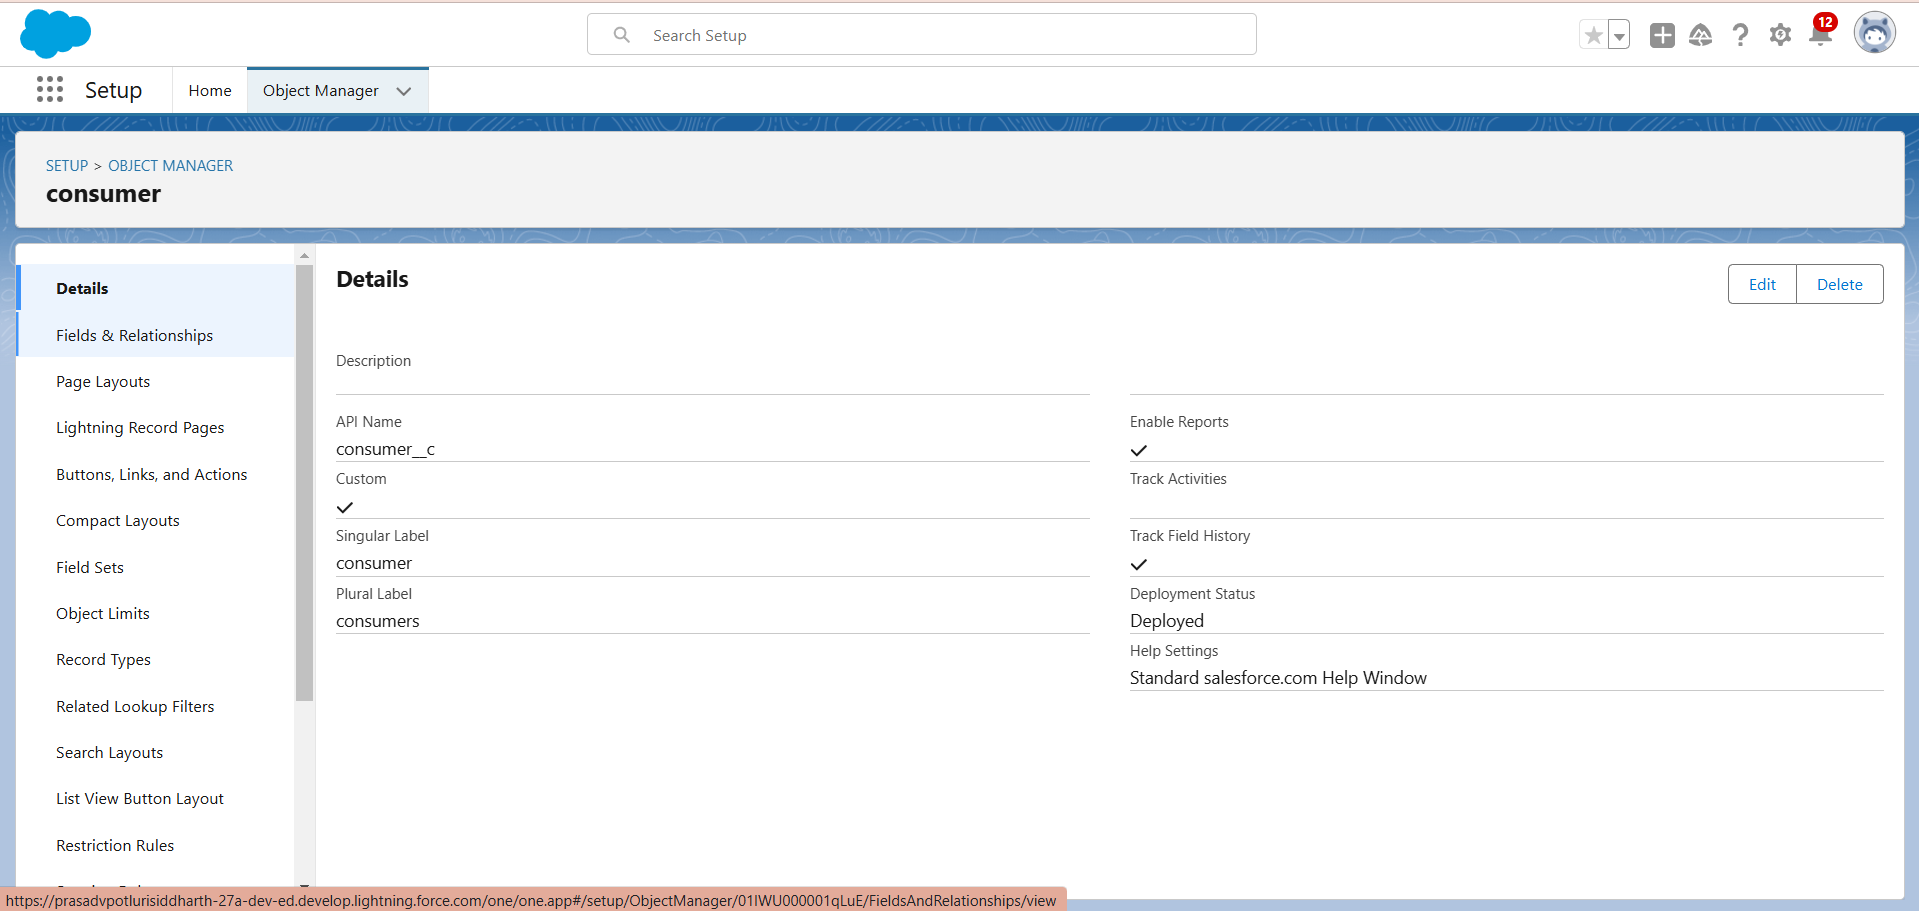 Search Setup
12
Setup
Home
Object Manager
SETUP > OBJECT MANAGER
consumer
Details
Fields & Relationships
Page Layouts
Lightning Record Pages
Buttons, Links, and Actions
Compact Layouts
Field Sets
Object Limits
Record Types
Related Lookup Filters
Search Layouts
List View Button Layout
Restriction Rules
Details
Edit
Delete
Description
API Name
consumer__c
Custom
Singular Label
consumer
Plural Label
consumers
Enable Reports
Track Activities
Track Field History
Deployment Status
Deployed
Help Settings
Standard salesforce.com Help Window
https://prasadvpotlurisiddharth-27a-dev-ed.develop.lightning.force.com/one/one.app#/setup/ObjectManager/01IWU000001qLuE/FieldsAndRelationships/view